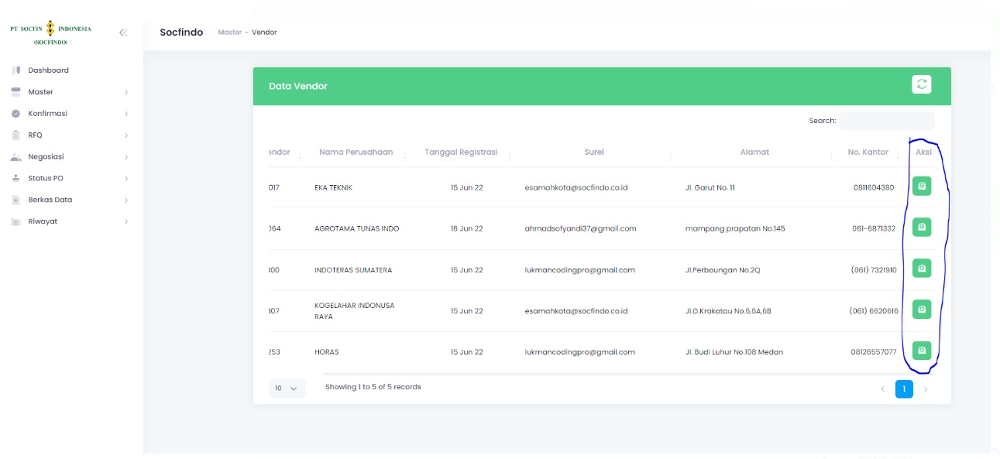 PT SOCFIN INDONESIA
(SOCFINDO)
Socfindo Master - Vendor
Dashboard
Master
Konfirmasi
RFQ
Negosiasi
Status PO
Berkas Data
Riwayat
Data Vendor
Search:
endor Nama Perusahaan Tanggal Registrasi Surel Alamat No. Kantor Aksi
017 EKA TEKNIK 15 Jun 22 esamahkota@socfindo.co.id Jl. Garut No. 11 0811604380
064 AGROTAMA TUNAS INDO 16 Jun 22 ahmadsofyandi37@gmail.com mampang prapatan No.145 061-6871332
100 INDOTERAS SUMATERA 15 Jun 22 lukmancodingpro@gmail.com Jl.Perbaungan No.2Q (061) 7321910
107 KOGELAHAR INDONUSA 15 Jun 22 esamahkota@socfindo.co.id Jl.G.Krakatau No.6,6A,6B (061) 6620616
RAYA
253 HORAS 15 Jun 22 lukmancodingpro@gmail.com Jl. Budi Luhur No.108 Medan 08126557077
10 Showing 1 to 5 of 5 records 1